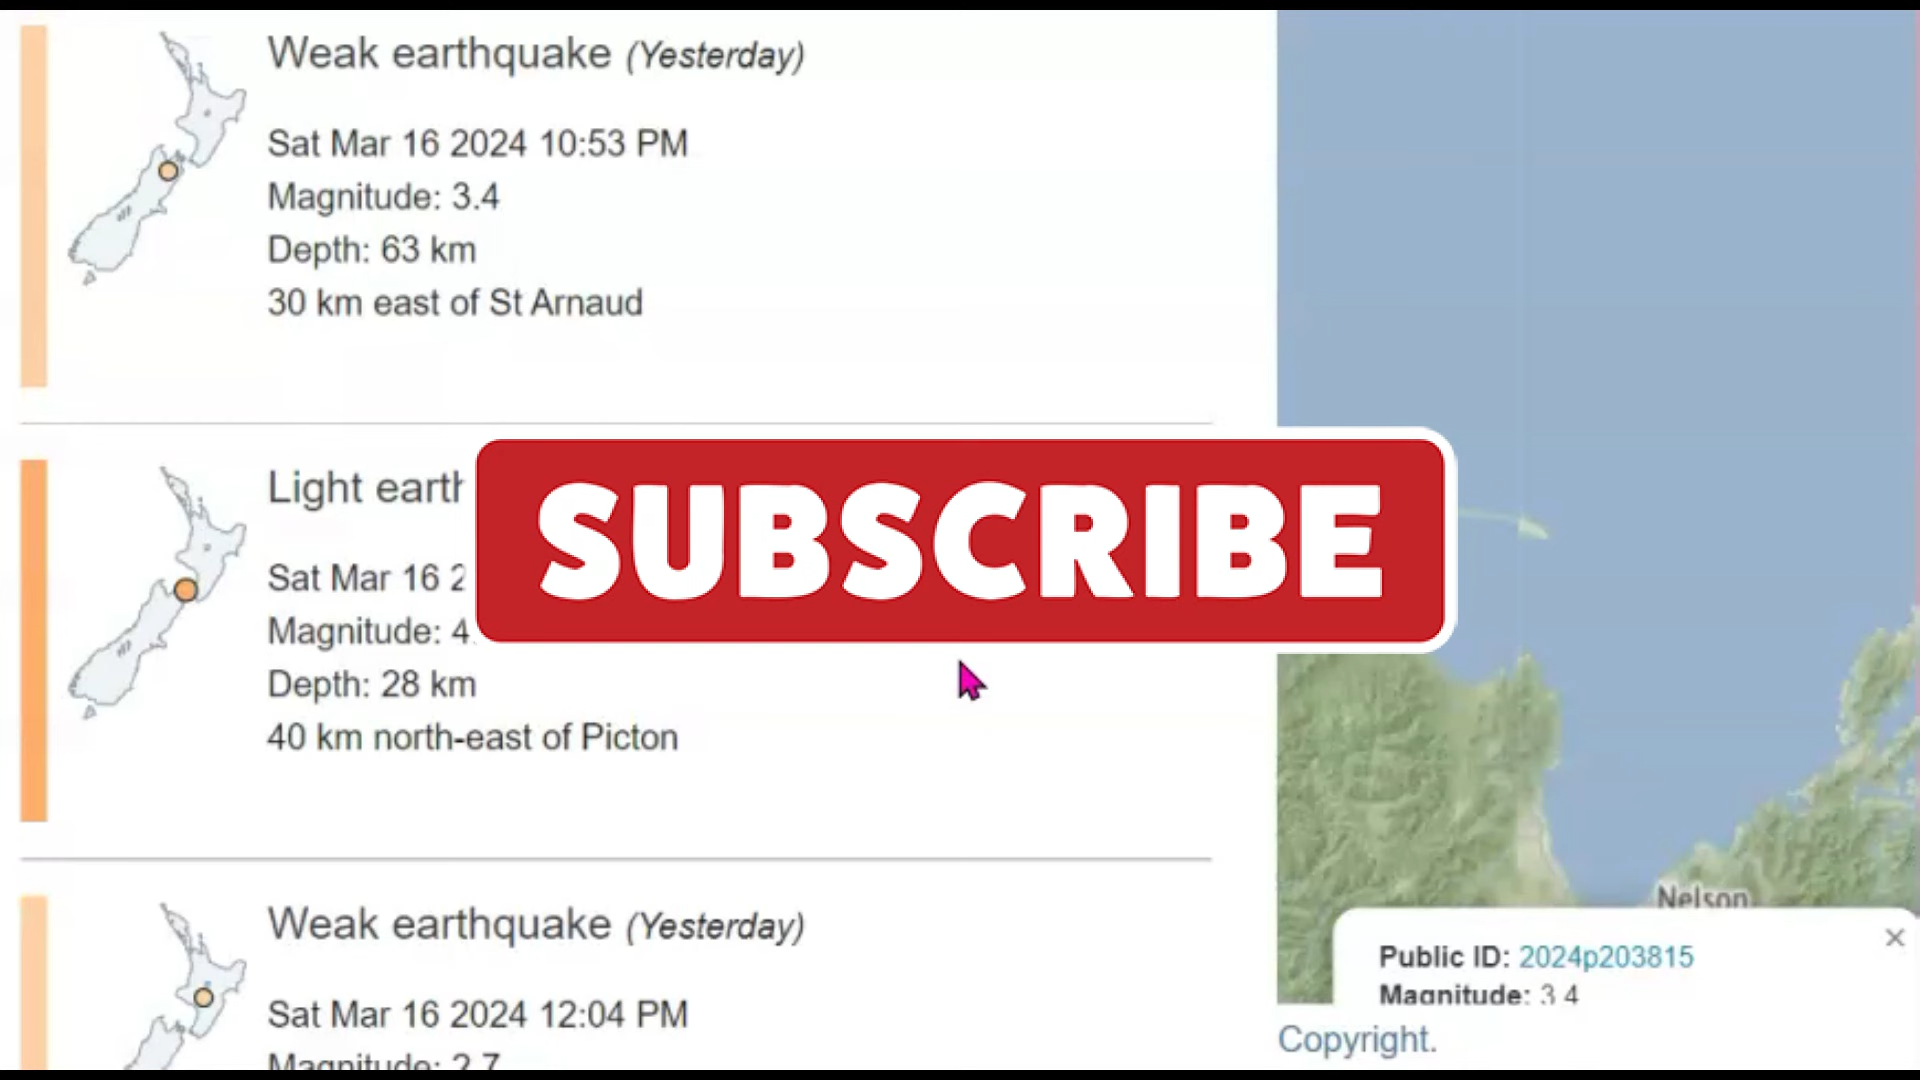 Weak earthquake (Yesterday)
Sat Mar 16 2024 10:53 PM
Magnitude: 3.4
Depth: 63 km
30 km east of St Arnaud
Light
Sat Mar 16
Magnitude: 4
SUBSCRIBE
Depth: 28 km
40 km north-east of Picton
Weak earthquake (Yesterday)
Sat Mar 16 2024 12:04 PM
Magnitude: 2.7
Nelson
Public ID: 2024p203815
Magnitude: 3.4
Copyright.